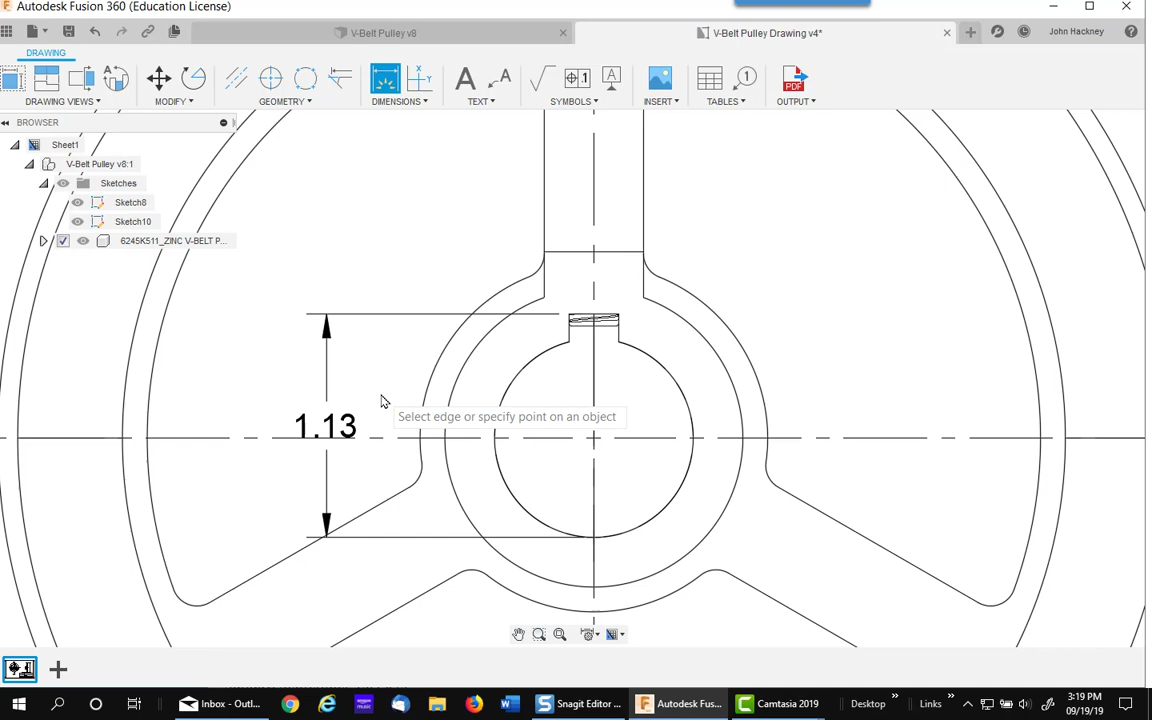 Autodesk Fusion 360 (Education License)
V-Belt Pulley v8
V-Belt Pulley Drawing v4*
John Hackney
DRAWING
DRAWING VIEWS
MODIFY
GEOMETRY
DIMENSIONS
TEXT
SYMBOLS
INSERT
TABLES
OUTPUT
BROWSER
Sheet1
V-Belt Pulley v8:1
Sketches
Sketch8
Sketch10
6245K511_ZINC V-BELT P...
1.13
Select edge or specify point on an object
Inbox - Outl...
Snagit Editor ...
Autodesk Fus...
Camtasia 2019
Desktop
Links
3:19 PM
09/19/19